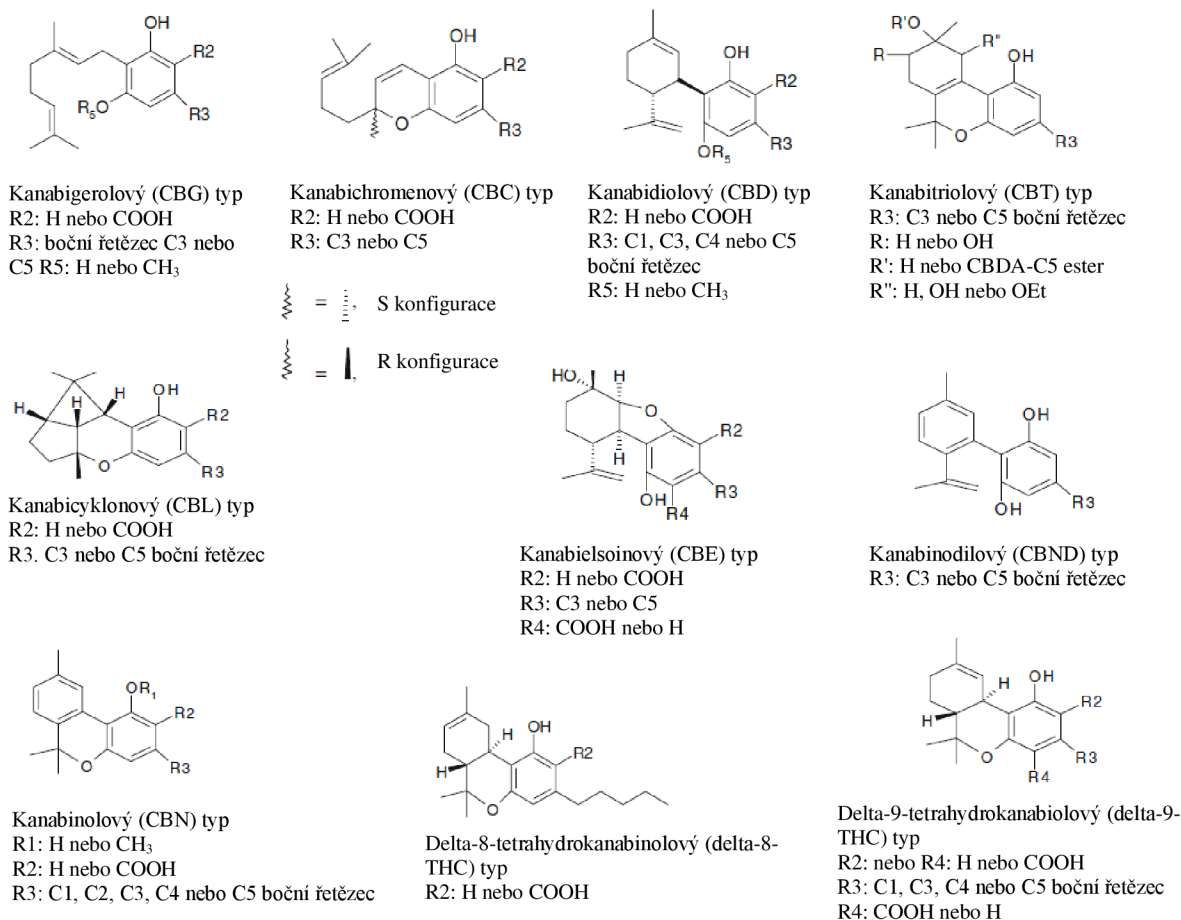 OH
R2
R5O
R3
Kanabigerolový (CBG) typ
R2: H nebo COOH
R3: boční řetězec C3 nebo
C5 R5: H nebo CH3
OH
R2
O
R3
Kanabichromenový (CBC) typ
R2: H nebo COOH
R3: C3 nebo C5
= , S konfigurace
= , R konfigurace
OH
R2
R3
OR5
Kanabidiolový (CBD) typ
R2: H nebo COOH
R3: C1, C3, C4 nebo C5
boční řetězec
R5: H nebo CH3
R'O
R"
R
OH
O
R3
Kanabitriolový (CBT) typ
R3: C3 nebo C5 boční řetězec
R: H nebo OH
R': H nebo CBDA-C5 ester
R": H, OH nebo OEt
H
H
H
OH
R2
O
R3
Kanabicyklonový (CBL) typ
R2: H nebo COOH
R3. C3 nebo C5 boční řetězec
HO
H
O
R2
H
OH
R3
R4
Kanabielsoinový (CBE) typ
R2: H nebo COOH
R3: C3 nebo C5
R4: COOH nebo H
OH
OH
R3
Kanabinodilový (CBND) typ
R3: C3 nebo C5 boční řetězec
OR1
R2
O
R3
Kanabinolový (CBN) typ
R1: H nebo CH3
R2: H nebo COOH
R3: C1, C2, C3, C4 nebo C5 boční řetězec
H
OH
R2
H
O
Delta-8-tetrahydrokanabinolový (delta-8-
THC) typ
R2: H nebo COOH
H
OH
R2
H
O
R3
R4
Delta-9-tetrahydrokanabiolový (delta-9-
THC) typ
R2: nebo R4: H nebo COOH
R3: C1, C3, C4 nebo C5 boční řetězec
R4: COOH nebo H